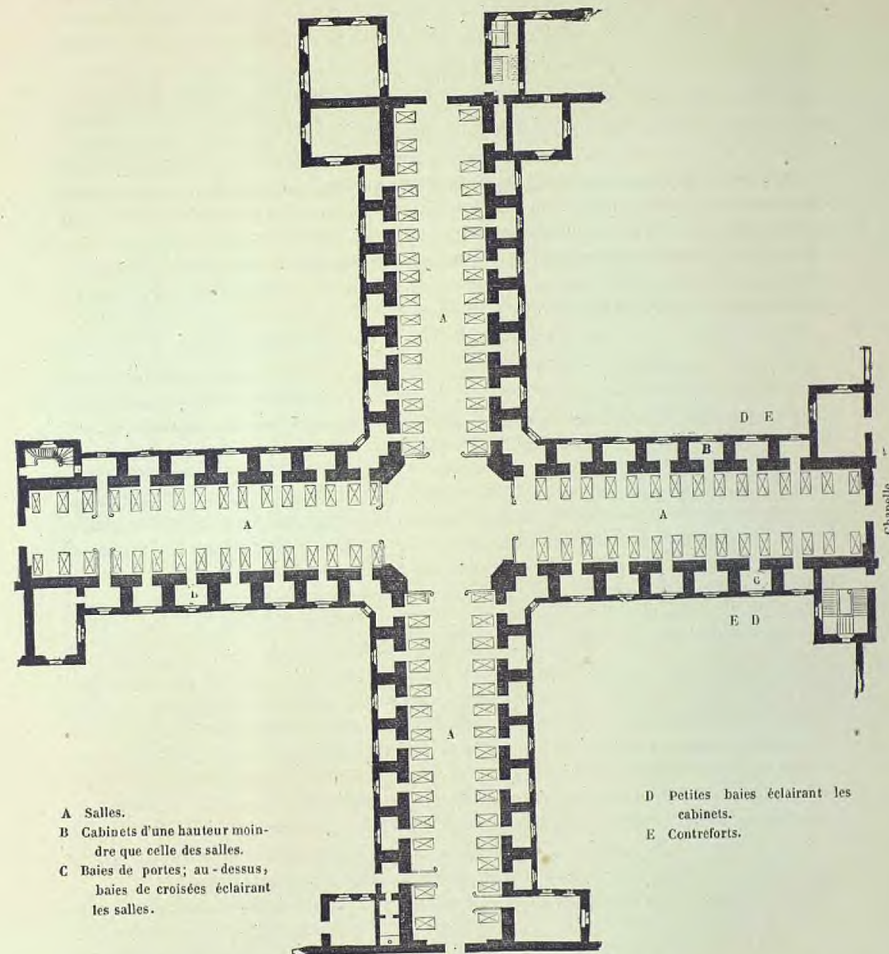 A
D E
B
A
A
C
E D
A
Chapelle
A Salles.
B Cabinets d'une hauteur moin-
dre que celle des salles.
C Baies de portes; au-dessus,
baies de croisées éclairant
les salles.
D Petites baies éclairant les
cabinets.
E Contreforts.